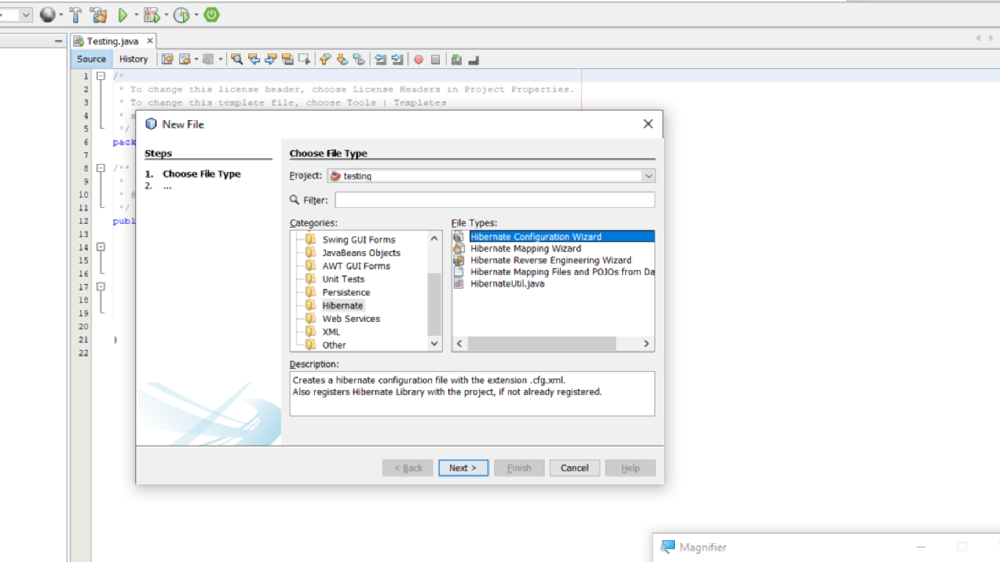 Testing.java
Source History
1 /*
2 * To change this license header, choose License Headers in Project Properties.
3 * To change this template file, choose Tools | Templates
4 *
5 */
6 pack
7
8 /**
9 *
10 * @
11 */
12 publ
13
14
15
16
17
18
19
20
21 }
22
New File
Steps
1. Choose File Type
2. ...
Choose File Type
Project: testing
Filter:
Categories:
Swing GUI Forms
JavaBeans Objects
AWT GUI Forms
Unit Tests
Persistence
Hibernate
Web Services
XML
Other
File Types:
Hibernate Configuration Wizard
Hibernate Mapping Wizard
Hibernate Reverse Engineering Wizard
Hibernate Mapping Files and POJOs from Da
HibernateUtil.java
Description:
Creates a hibernate configuration file with the extension .cfg.xml.
Also registers Hibernate Library with the project, if not already registered.
< Back Next > Finish Cancel Help
Magnifier